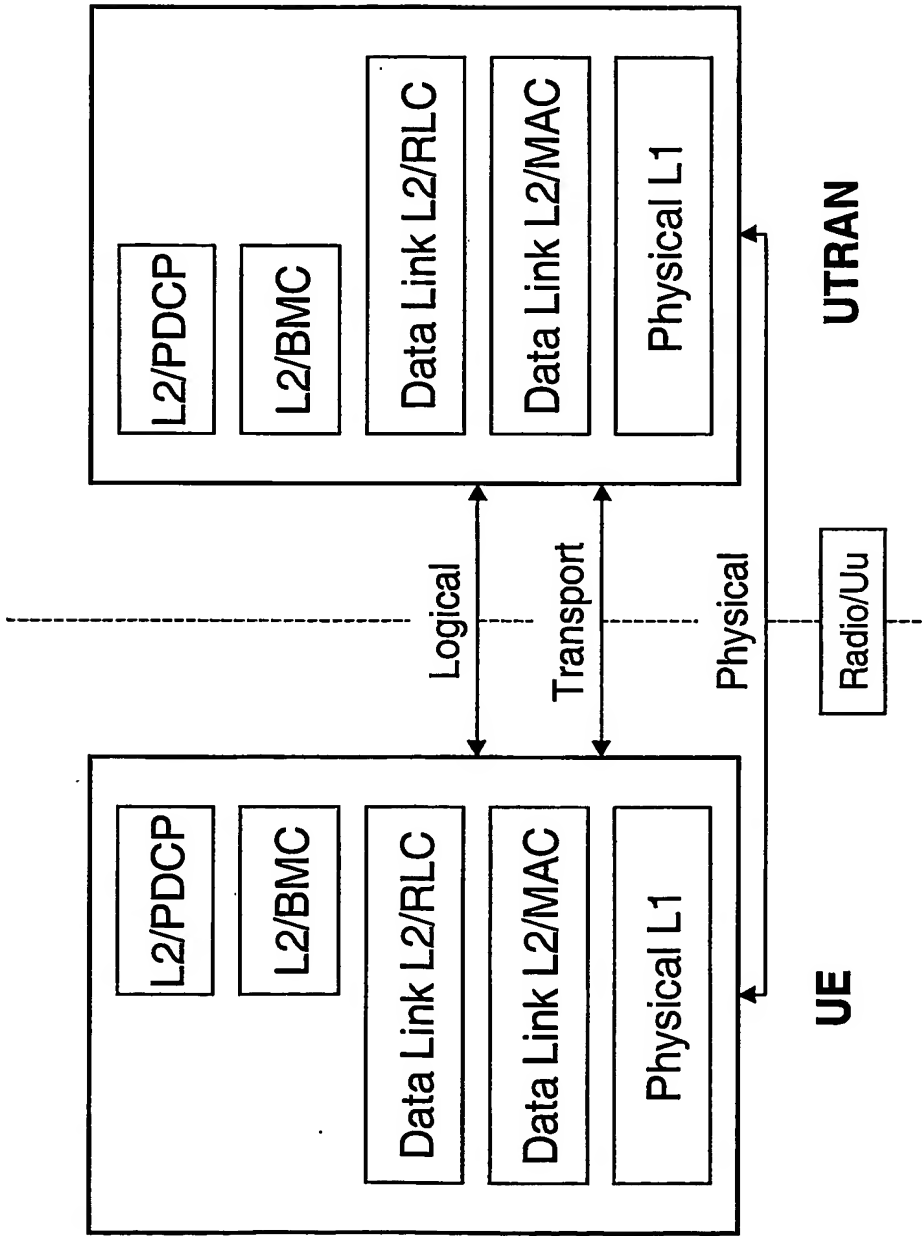 L2/PDCP
L2/BMC
Data Link L2/RLC
Data Link L2/MAC
Physical L1
UE
Logical
Transport
Physical
Radio/Uu
L2/PDCP
L2/BMC
Data Link L2/RLC
Data Link L2/MAC
Physical L1
UTRAN